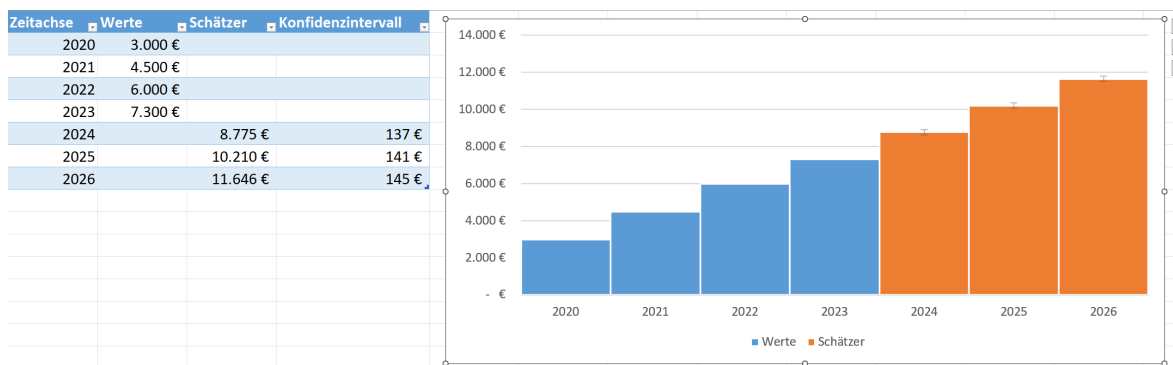 Zeitachse Werte Schätzer Konfidenzintervall
2020 3.000 €
2021 4.500 €
2022 6.000 €
2023 7.300 €
2024 8.775 € 137 €
2025 10.210 € 141 €
2026 11.646 € 145 €
14.000 €
12.000 €
10.000 €
8.000 €
6.000 €
4.000 €
2.000 €
- €
2020 2021 2022 2023 2024 2025 2026
Werte Schätzer